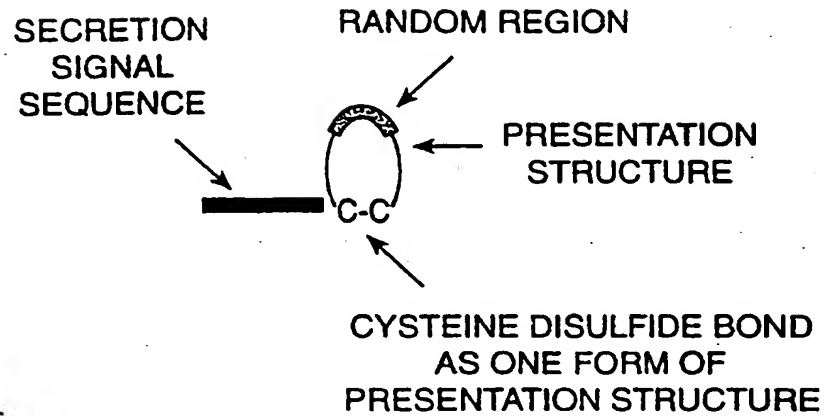 SECRETION
SIGNAL
SEQUENCE
RANDOM REGION
PRESENTATION
STRUCTURE
C-C
CYSTEINE DISULFIDE BOND
AS ONE FORM OF
PRESENTATION STRUCTURE